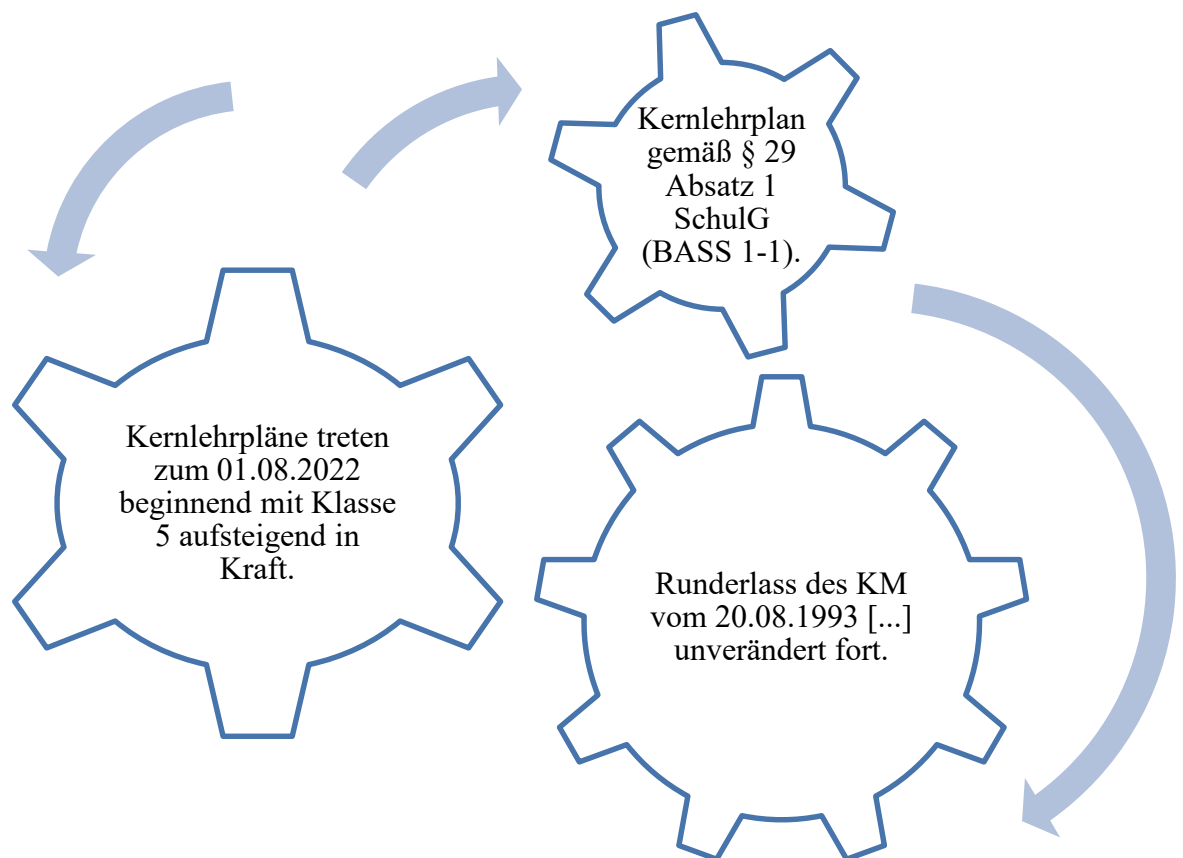 Kernlehrplan
gemäß § 29
Absatz 1
SchulG
(BASS 1-1).
Kernlehrpläne treten
zum 01.08.2022
beginnend mit Klasse
5 aufsteigend in
Kraft.
Runderlass des KM
vom 20.08.1993 [...]
unverändert fort.